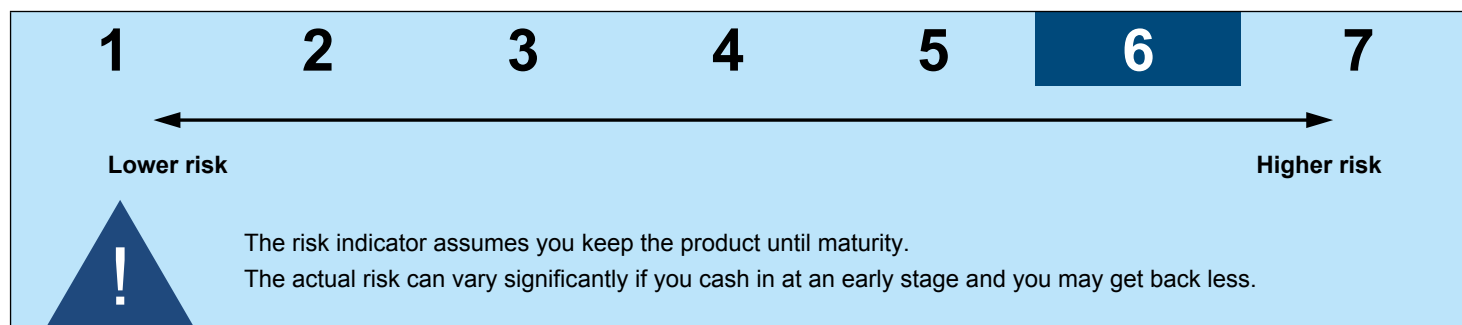 1 2 3 4 5 6 7
Lower risk Higher risk
!
The risk indicator assumes you keep the product until maturity.
The actual risk can vary significantly if you cash in at an early stage and you may get back less.